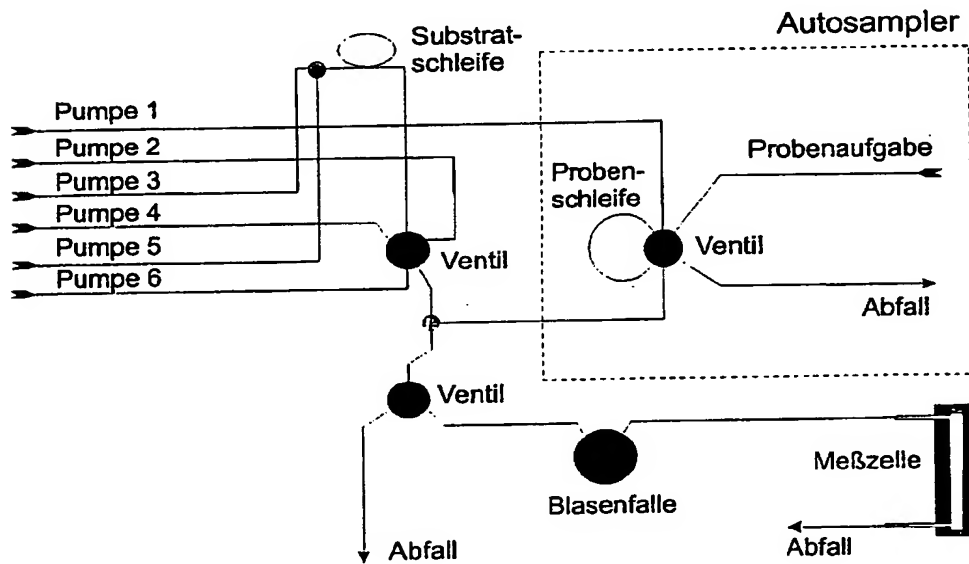 Autosampler
Substrat-
schleife
Pumpe 1
Pumpe 2
Pumpe 3
Pumpe 4
Pumpe 5
Pumpe 6
Ventil
Proben-
schleife
Probenaufgabe
Ventil
Abfall
Ventil
Blasenfalle
Meßzelle
Abfall
Abfall